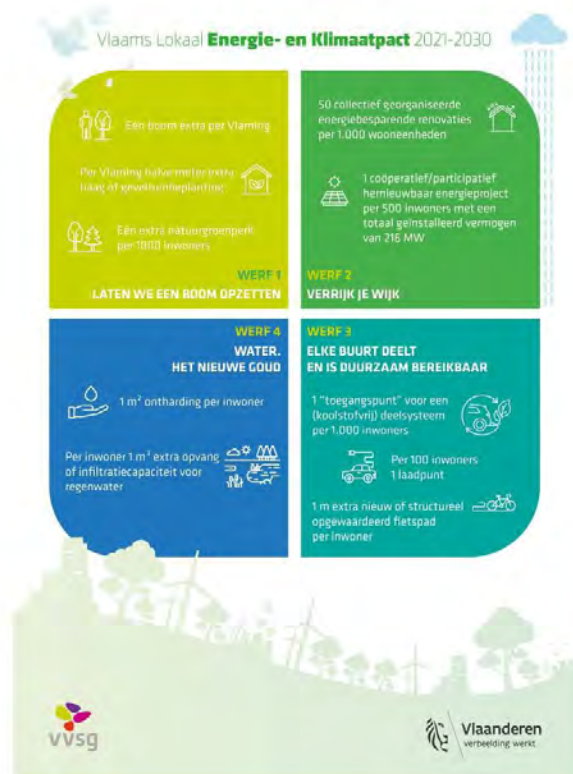 Vlaams Lokaal Energie- en Klimaatpact 2021-2030
Eén boom extra per Vlaming
Per Vlaming halve meter extra
haag of geveltuinbeplanting
Eén extra natuurgroenperk
per 1000 inwoners
WERF 1
LATEN WE EEN BOOM OPZETTEN
50 collectief georganiseerde
energiebesparende renovaties
per 1.000 wooneenheden
1 coöperatief/participatief
hernieuwbaar energieproject
per 500 inwoners met een
totaal geïnstalleerd vermogen
van 216 MW
WERF 2
VERRIJK JE WIJK
WERF 4
WATER.
HET NIEUWE GOUD
1 m² ontharding per inwoner
Per inwoner 1 m³ extra opvang
of infiltratiecapaciteit voor
regenwater
WERF 3
ELKE BUURT DEELT
EN IS DUURZAAM BEREIKBAAR
1 "toegangspunt" voor een
(koolstofvrij) deelsysteem
per 1.000 inwoners
Per 100 inwoners
1 laadpunt
1 m extra nieuw of structureel
opgewaardeerd fietspad
per inwoner
vvsg
Vlaanderen
verbeelding werkt